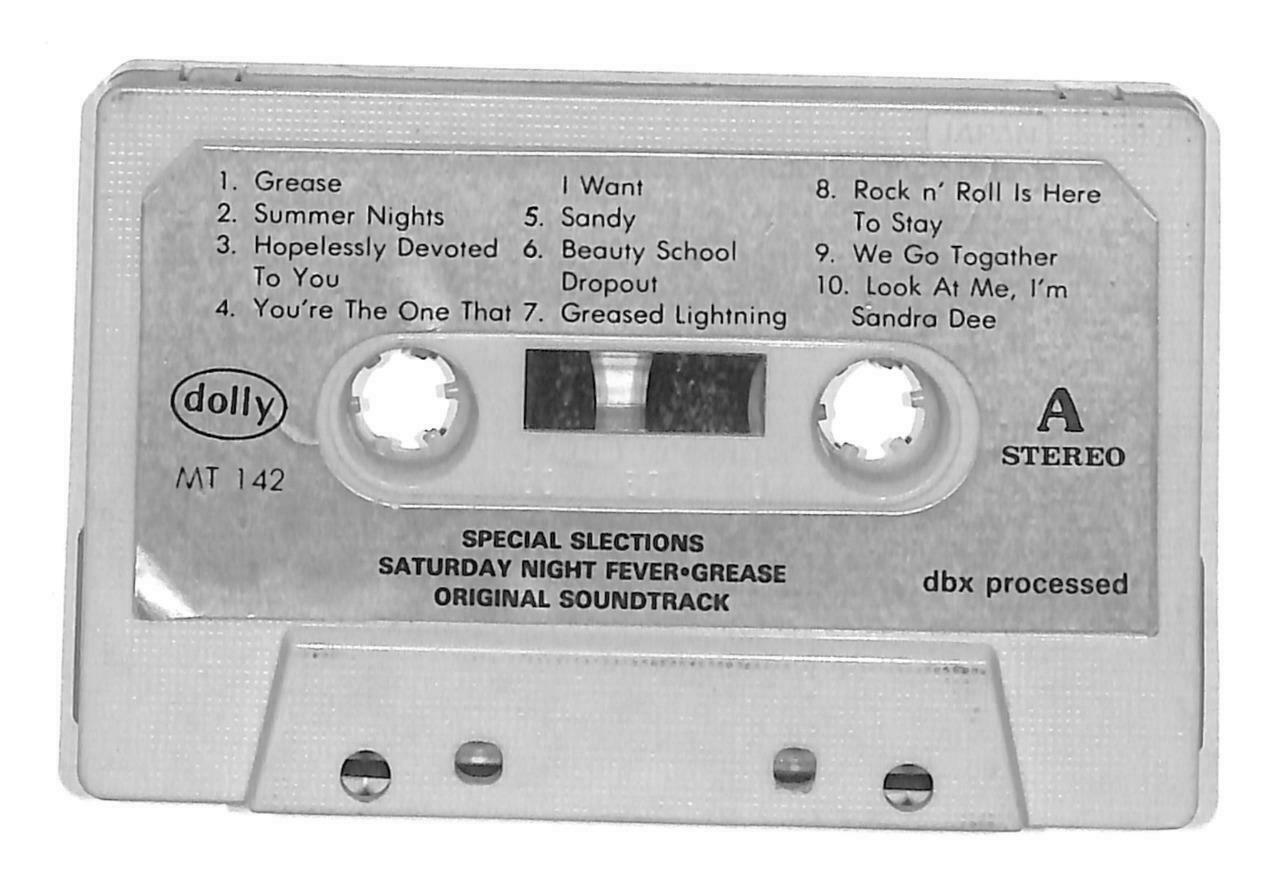 1. Grease
2. Summer Nights
3. Hopelessly Devoted
To You
4. You're The One That
I Want
5. Sandy
6. Beauty School
Dropout
7. Greased Lightning
8. Rock n' Roll Is Here
To Stay
9. We Go Togather
10. Look At Me, I'm
Sandra Dee
dolly
MT 142
A
STEREO
SPECIAL SLECTIONS
SATURDAY NIGHT FEVER•GREASE
ORIGINAL SOUNDTRACK
dbx processed